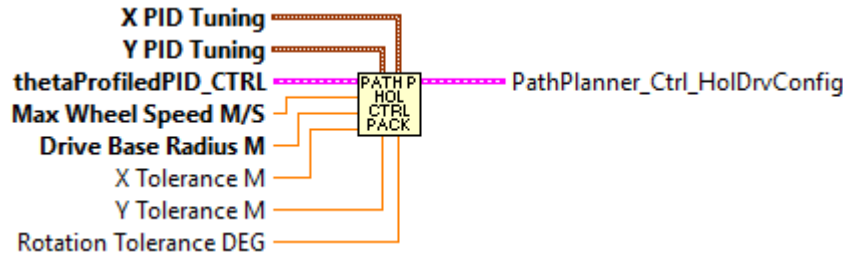 X PID Tuning
Y PID Tuning
thetaProfiledPID_CTRL
PATH P
HOL
CTRL
PACK
PathPlanner_Ctrl_HolDrvConfig
Max Wheel Speed M/S
Drive Base Radius M
X Tolerance M
Y Tolerance M
Rotation Tolerance DEG